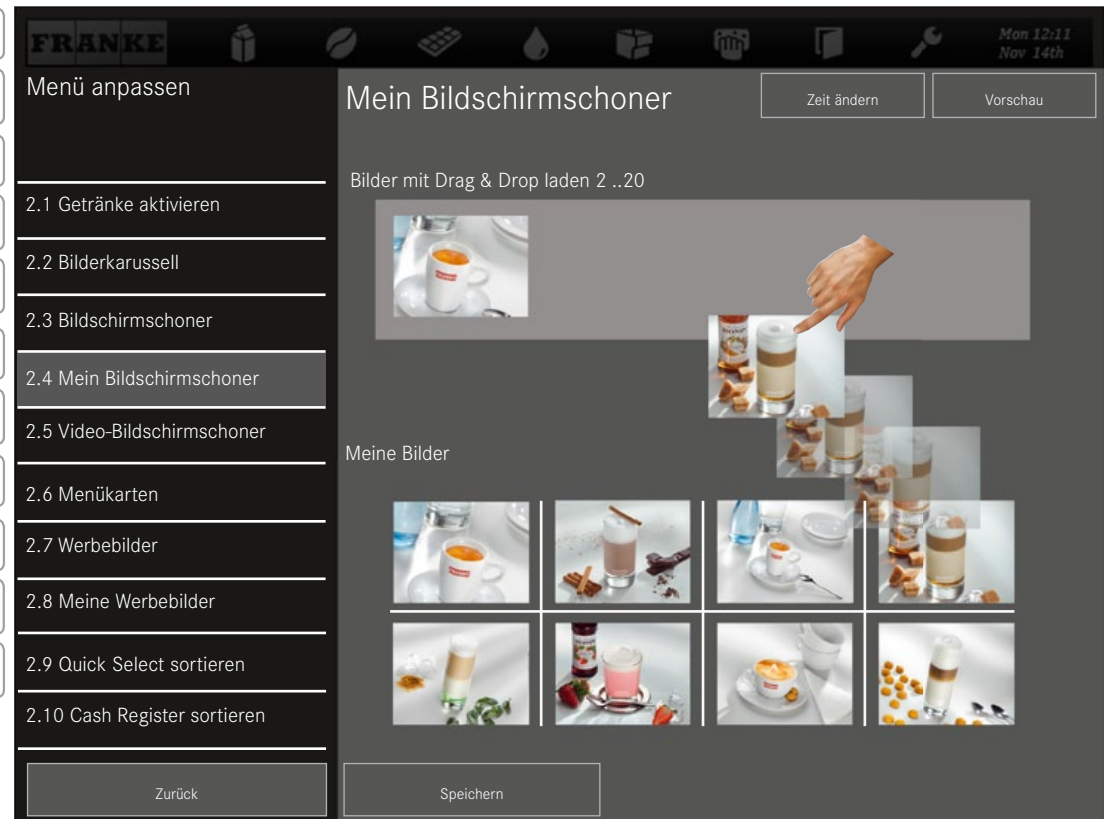 FRANKE
Mon 12:11
Nov 14th
Menü anpassen
2.1 Getränke aktivieren
2.2 Bilderkarussell
2.3 Bildschirmschoner
2.4 Mein Bildschirmschoner
2.5 Video-Bildschirmschoner
2.6 Menükarten
2.7 Werbebilder
2.8 Meine Werbebilder
2.9 Quick Select sortieren
2.10 Cash Register sortieren
Zurück
Mein Bildschirmschoner
Zeit ändern
Vorschau
Bilder mit Drag & Drop laden 2 ..20
Meine Bilder
Speichern